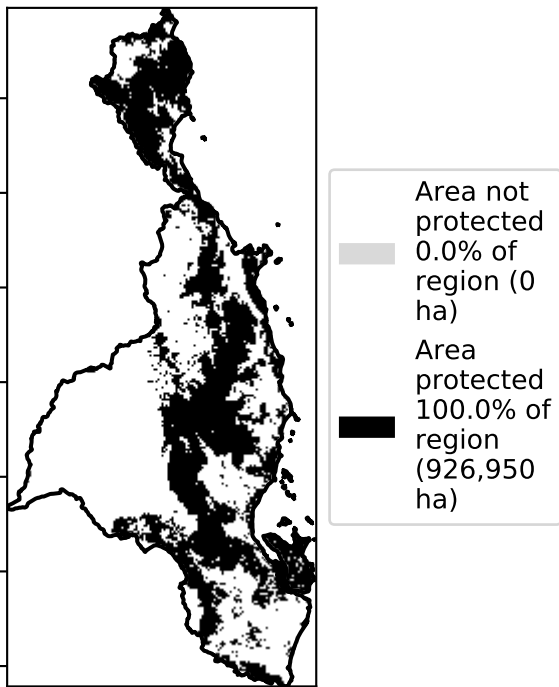 Area not
protected
0.0% of
region (0
ha)
Area
protected
100.0% of
region
(926,950
ha)